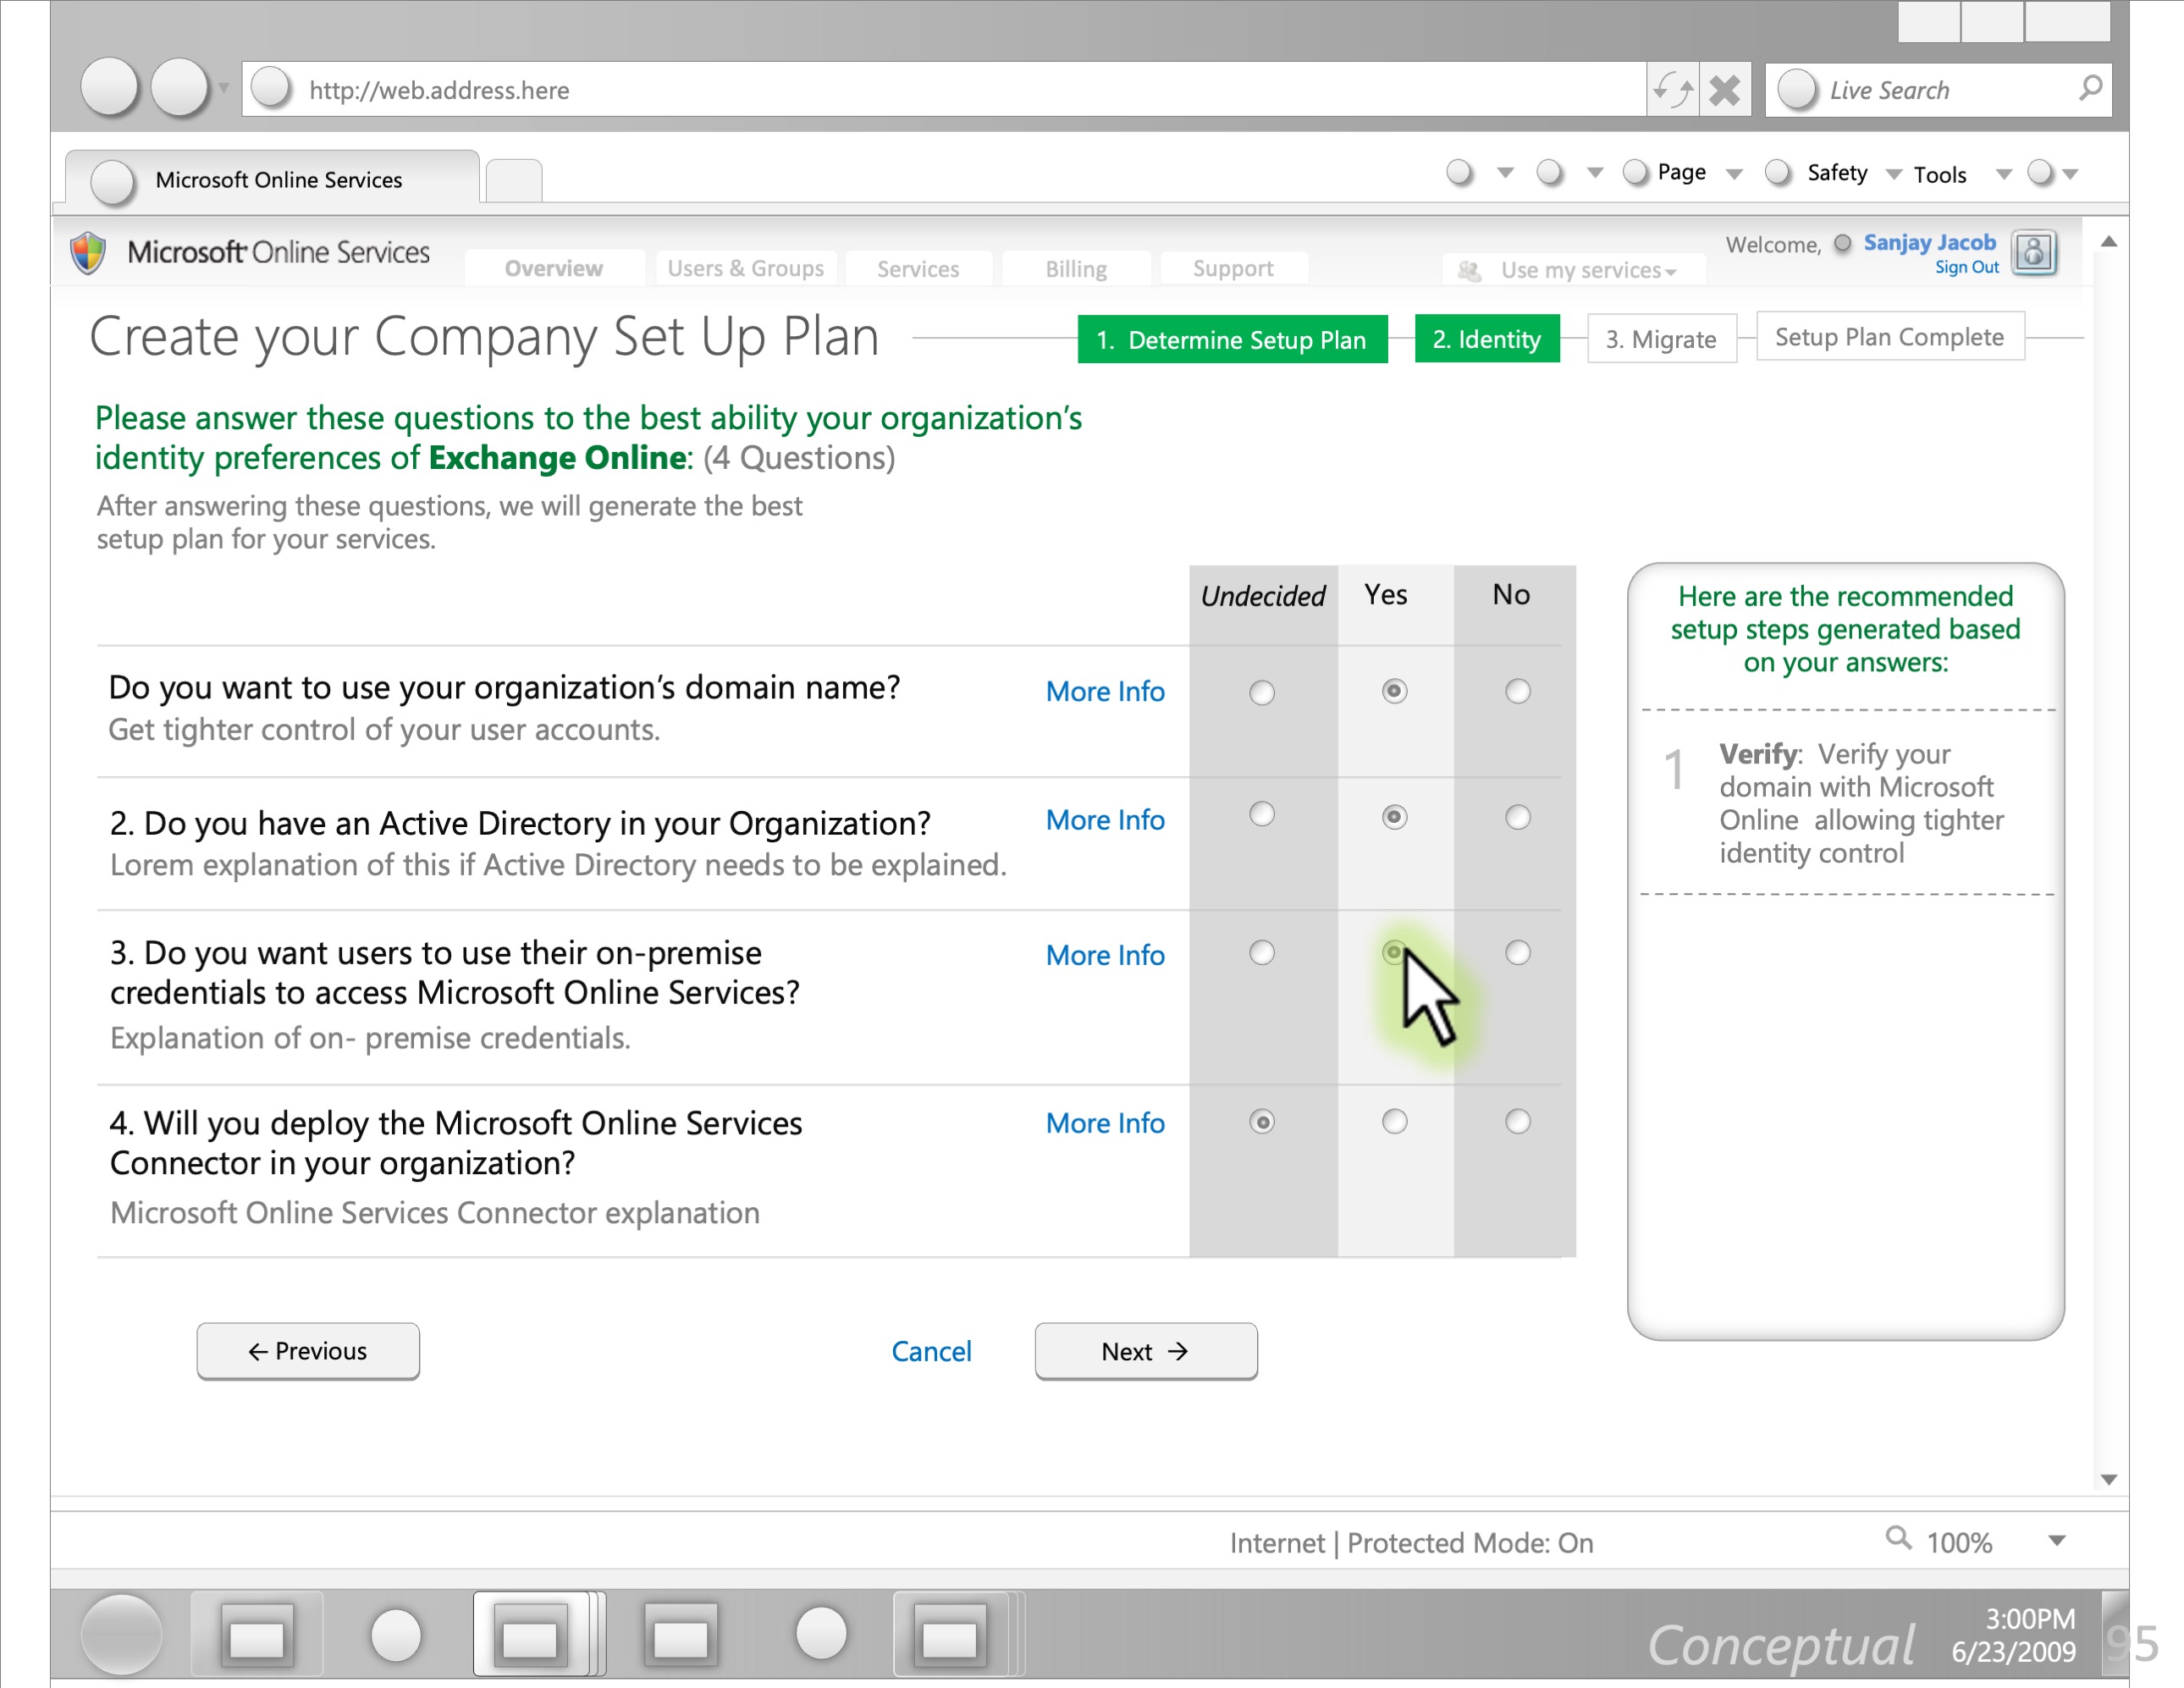 http://web.address.here
Live Search
Microsoft Online Services
Page
Safety
Tools
Microsoft Online Services
Overview
Users & Groups
Services
Billing
Support
Use my services
Welcome,
Sanjay Jacob
Sign Out
Create your Company Set Up Plan
1. Determine Setup Plan
2. Identity
3. Migrate
Setup Plan Complete
Please answer these questions to the best ability your organization's
identity preferences of Exchange Online: (4 Questions)
After answering these questions, we will generate the best
setup plan for your services.
Undecided
Yes
No
Do you want to use your organization's domain name?
Get tighter control of your user accounts.
More Info
2. Do you have an Active Directory in your Organization?
Lorem explanation of this if Active Directory needs to be explained.
More Info
3. Do you want users to use their on-premise
credentials to access Microsoft Online Services?
Explanation of on- premise credentials.
More Info
4. Will you deploy the Microsoft Online Services
Connector in your organization?
Microsoft Online Services Connector explanation
More Info
Here are the recommended
setup steps generated based
on your answers:
1
Verify: Verify your
domain with Microsoft
Online allowing tighter
identity control
← Previous
Cancel
Next →
Internet | Protected Mode: On
100%
Conceptual
3:00PM
6/23/2009
95